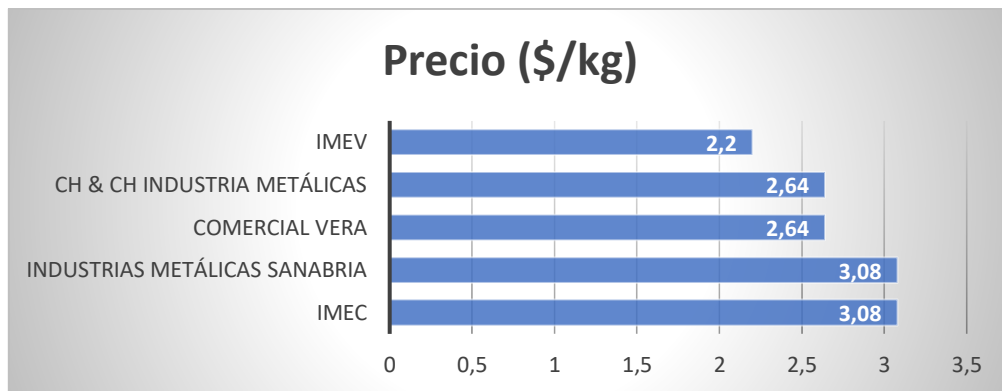 Precio ($/kg)
IMEV
2,2
CH & CH INDUSTRIA METÁLICAS
2,64
COMERCIAL VERA
2,64
INDUSTRIAS METÁLICAS SANABRIA
3,08
IMEC
3,08
0 0,5 1 1,5 2 2,5 3 3,5